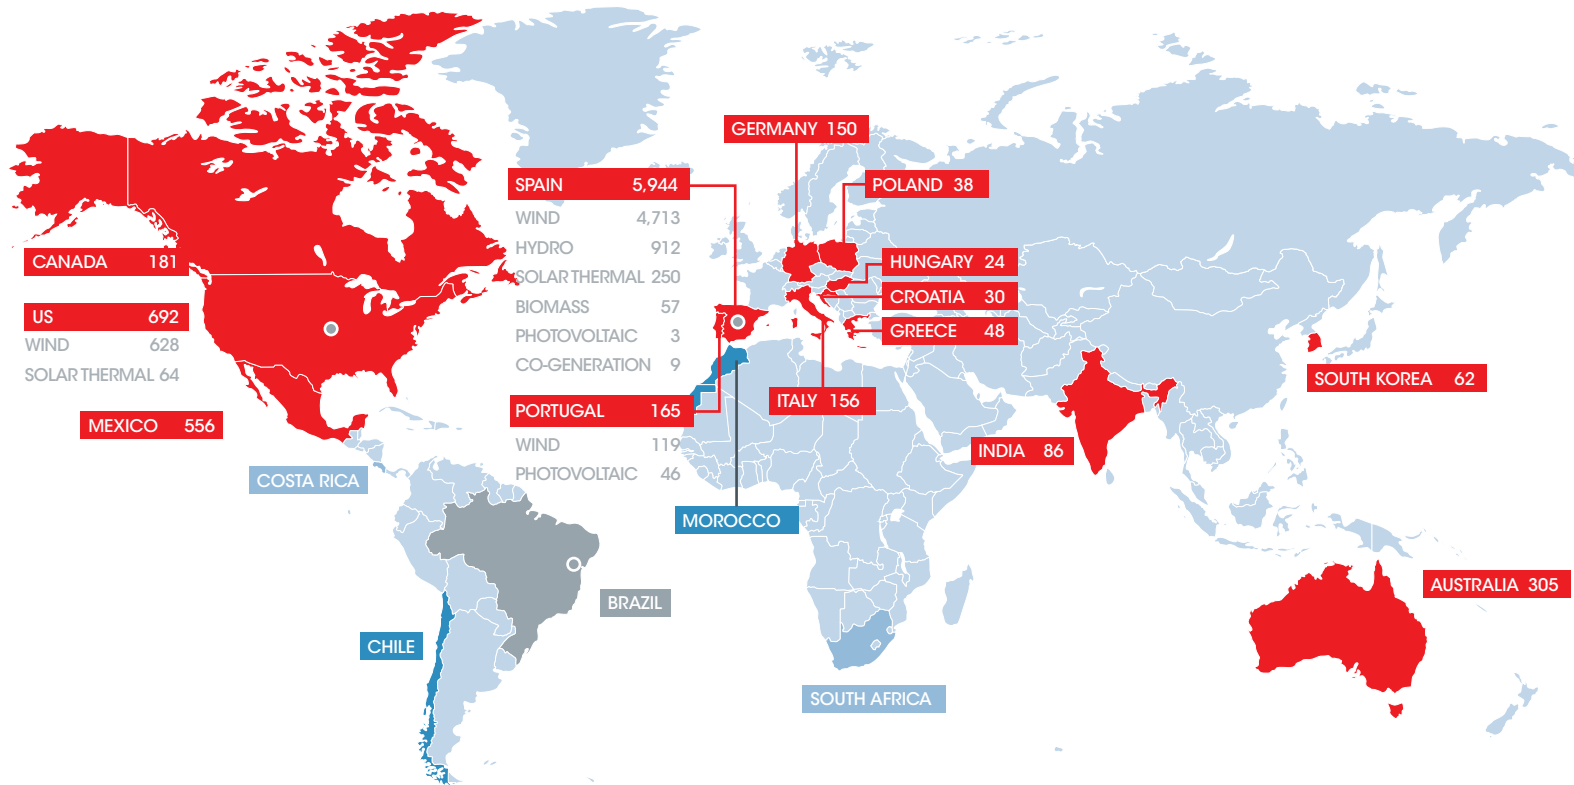 CANADA 181
US 692
WIND 628
SOLAR THERMAL 64
MEXICO 556
COSTA RICA
CHILE
BRAZIL
SPAIN 5,944
WIND 4,713
HYDRO 912
SOLAR THERMAL 250
BIOMASS 57
PHOTOVOLTAIC 3
CO-GENERATION 9
PORTUGAL 165
WIND 119
PHOTOVOLTAIC 46
MOROCCO
GERMANY 150
POLAND 38
HUNGARY 24
CROATIA 30
GREECE 48
ITALY 156
SOUTH AFRICA
INDIA 86
SOUTH KOREA 62
AUSTRALIA 305